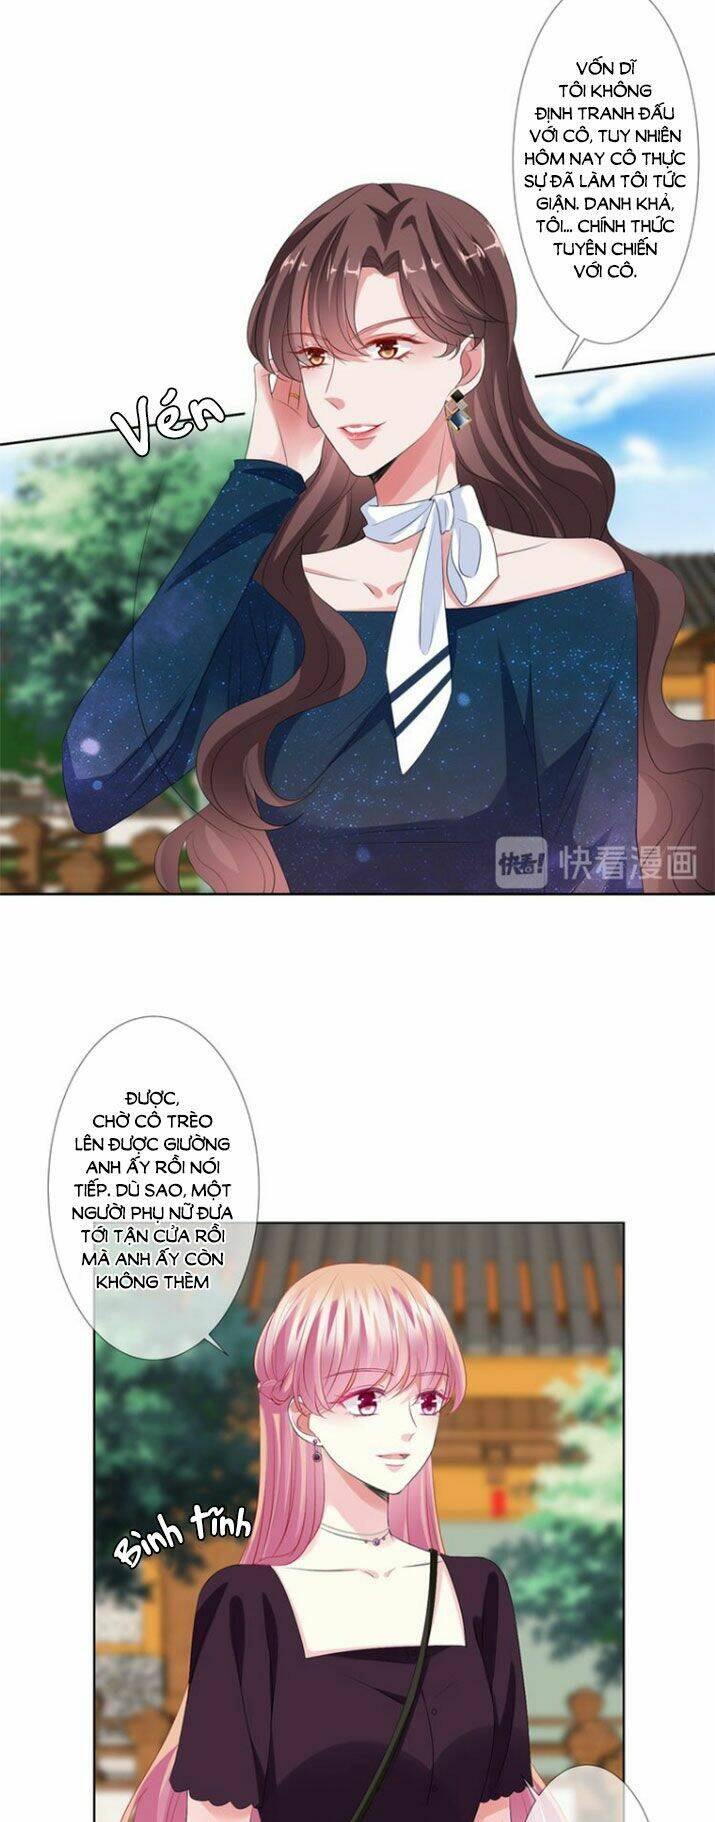 VỐN DĨ
TÔI KHÔNG
ĐỊNH TRANH ĐẤU
VỚI CÔ, TUY NHIÊN
HÔM NAY CÔ THỰC
SỰ ĐÃ LÀM TÔI TỨC
GIẬN. DANH KHẢ,
TÔI... CHÍNH THỨC
TUYÊN CHIẾN
VỚI CÔ.
Vén
快看! 快看漫画
ĐƯỢC,
CHỜ CÔ TRÈO
LÊN ĐƯỢC GIƯỜNG
ANH ẤY RỒI NÓI
TIẾP. DÙ SAO, MỘT
NGƯỜI PHỤ NỮ ĐƯA
TỚI TẬN CỬA RỒI
MÀ ANH ẤY CÒN
KHÔNG THÈM
Bình tĩnh